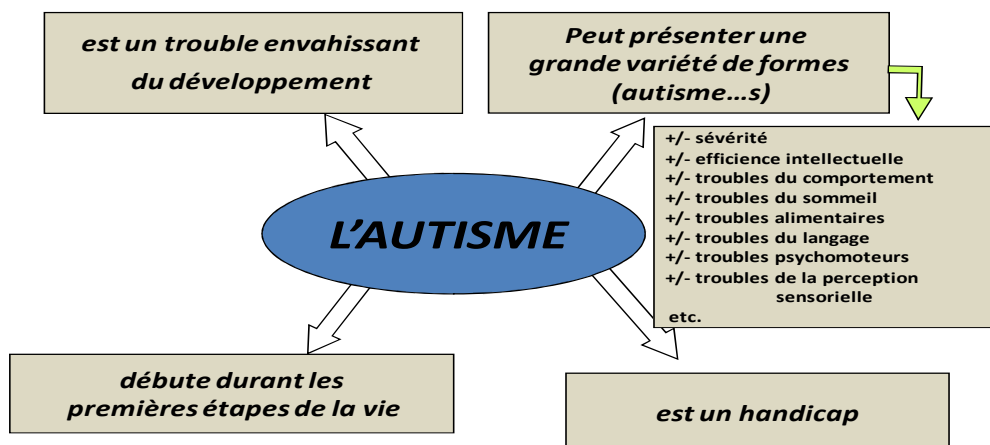 est un trouble envahissant
du développement
Peut présenter une
grande variété de formes
(autisme...s)
+/- sévérité
+/- efficience intellectuelle
+/- troubles du comportement
+/- troubles du sommeil
+/- troubles alimentaires
+/- troubles du langage
+/- troubles psychomoteurs
+/- troubles de la perception
sensorielle
etc.
L'AUTISME
débute durant les
premières étapes de la vie
est un handicap